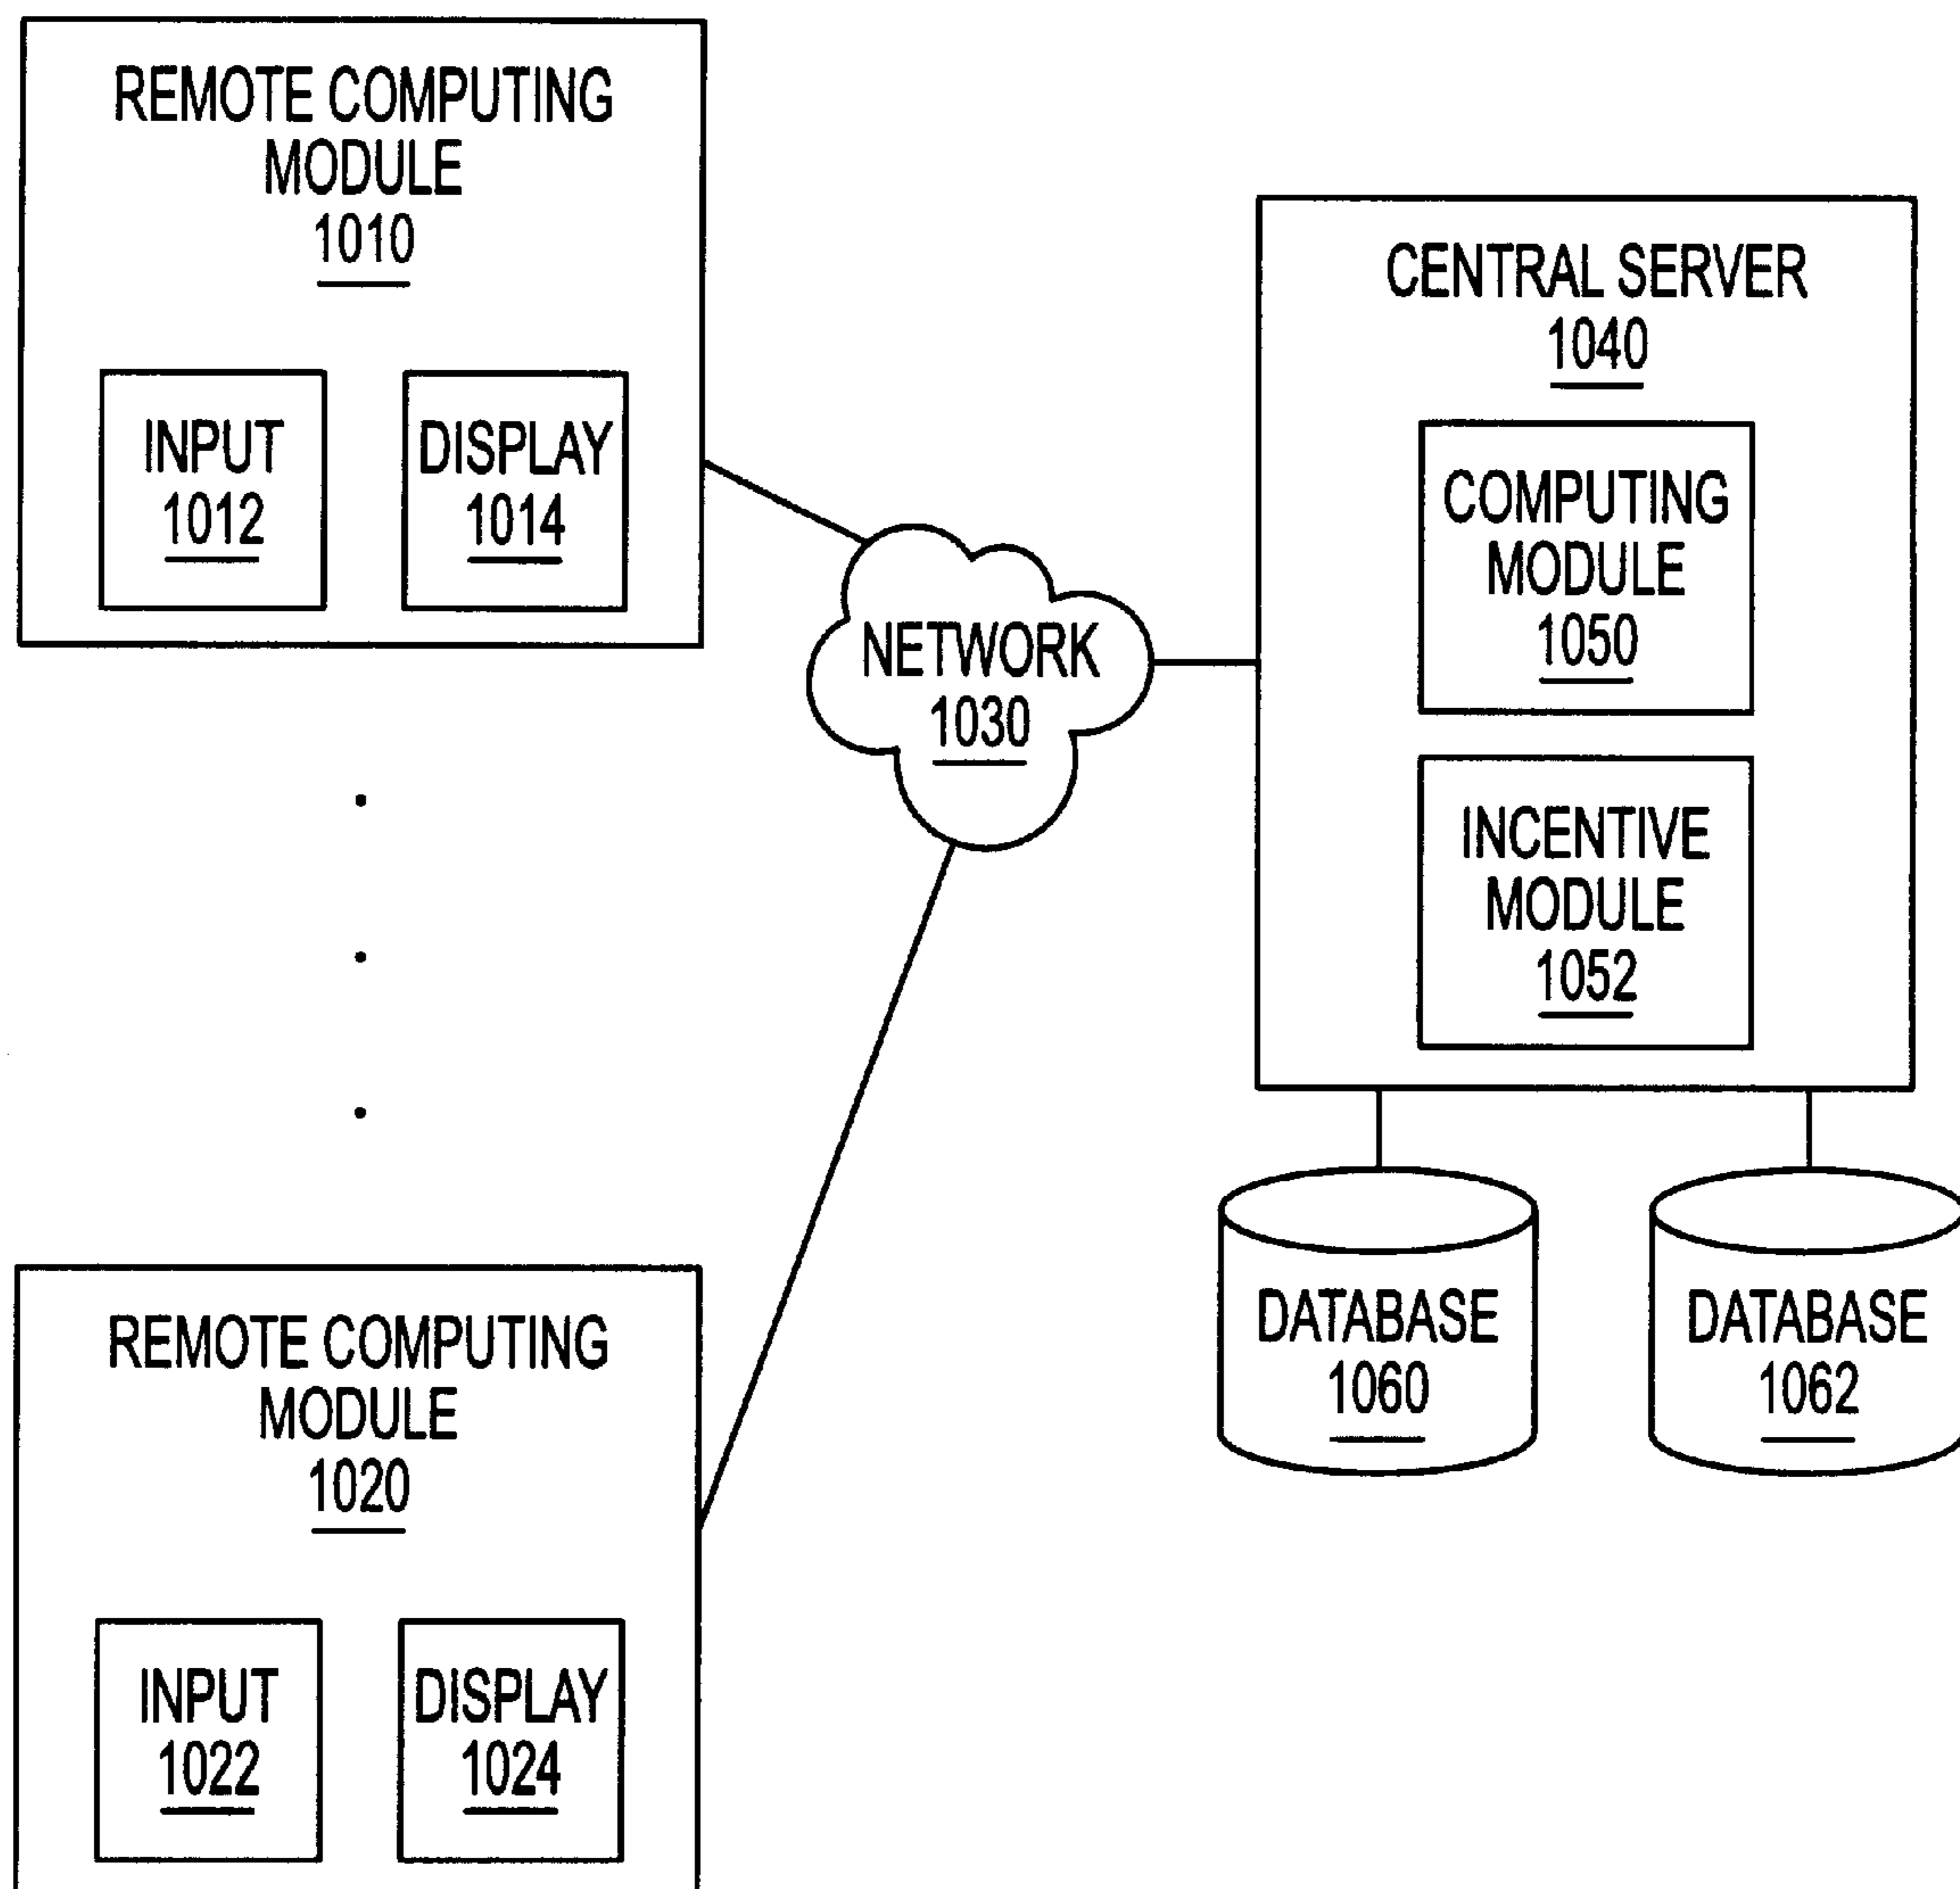 REMOTE COMPUTING
MODULE
1010
INPUT
1012
DISPLAY
1014
NETWORK
1030
CENTRAL SERVER
1040
COMPUTING
MODULE
1050
INCENTIVE
MODULE
1052
DATABASE
1060
DATABASE
1062
REMOTE COMPUTING
MODULE
1020
INPUT
1022
DISPLAY
1024